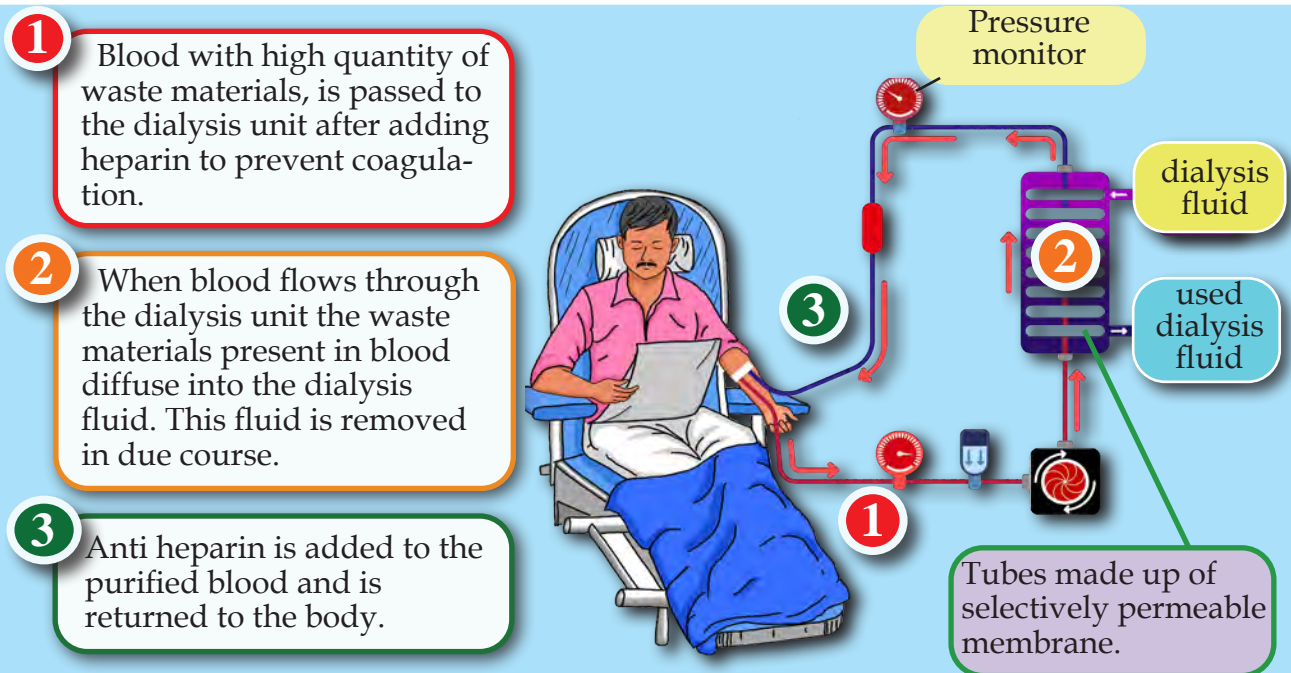 1
Blood with high quantity of
waste materials, is passed to
the dialysis unit after adding
heparin to prevent coagula-
tion.
2
When blood flows through
the dialysis unit the waste
materials present in blood
diffuse into the dialysis
fluid. This fluid is removed
in due course.
3
Anti heparin is added to the
purified blood and is
returned to the body.
Pressure
monitor
dialysis
fluid
2
used
dialysis
fluid
3
1
Tubes made up of
selectively permeable
membrane.